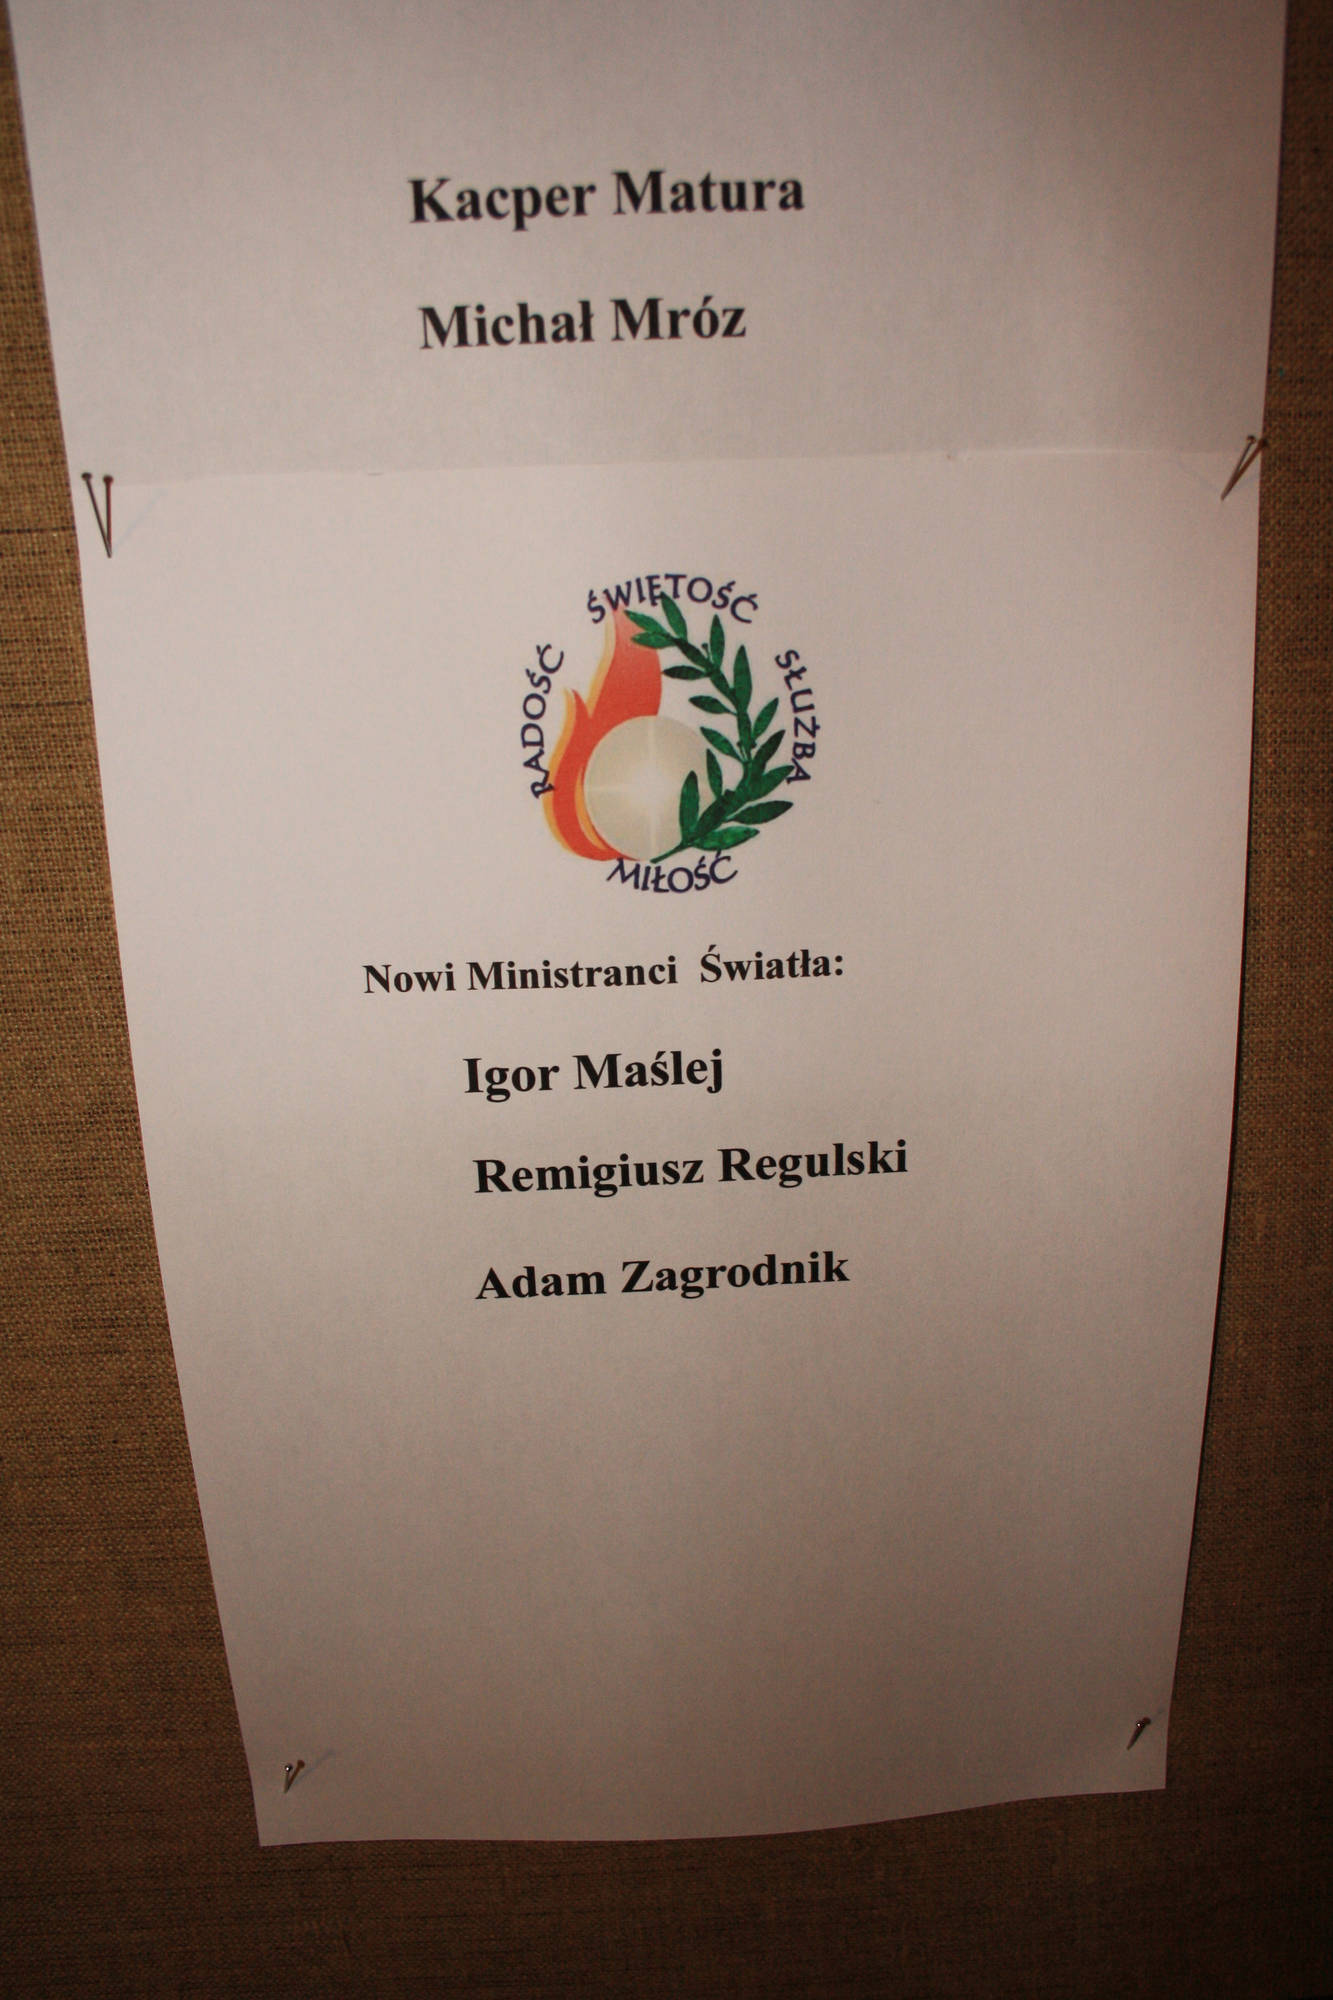 Kacper Matura
Michał Mróz
RADOŚĆ ŚWIĘTOŚĆ SŁUŻBA
MIŁOŚĆ
Nowi Ministranci Światła:
Igor Maślej
Remigiusz Regulski
Adam Zagrodnik